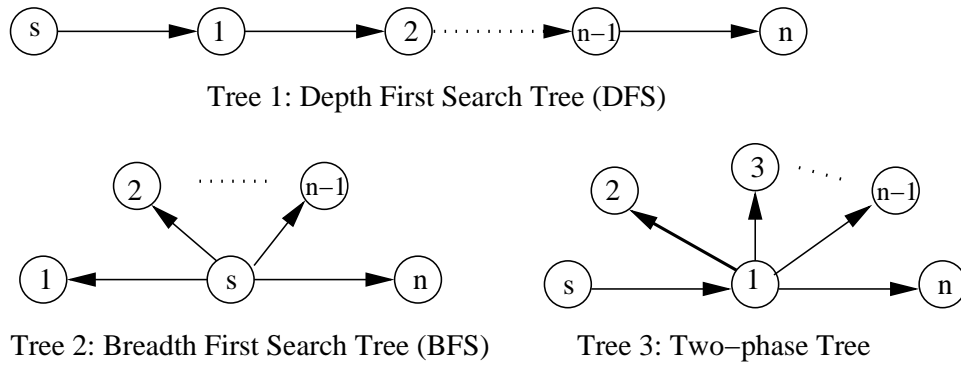 s 1 2 n−1 n
Tree 1: Depth First Search Tree (DFS)
2 n−1
1 s n
Tree 2: Breadth First Search Tree (BFS)
3
2 n−1
s 1 n
Tree 3: Two−phase Tree